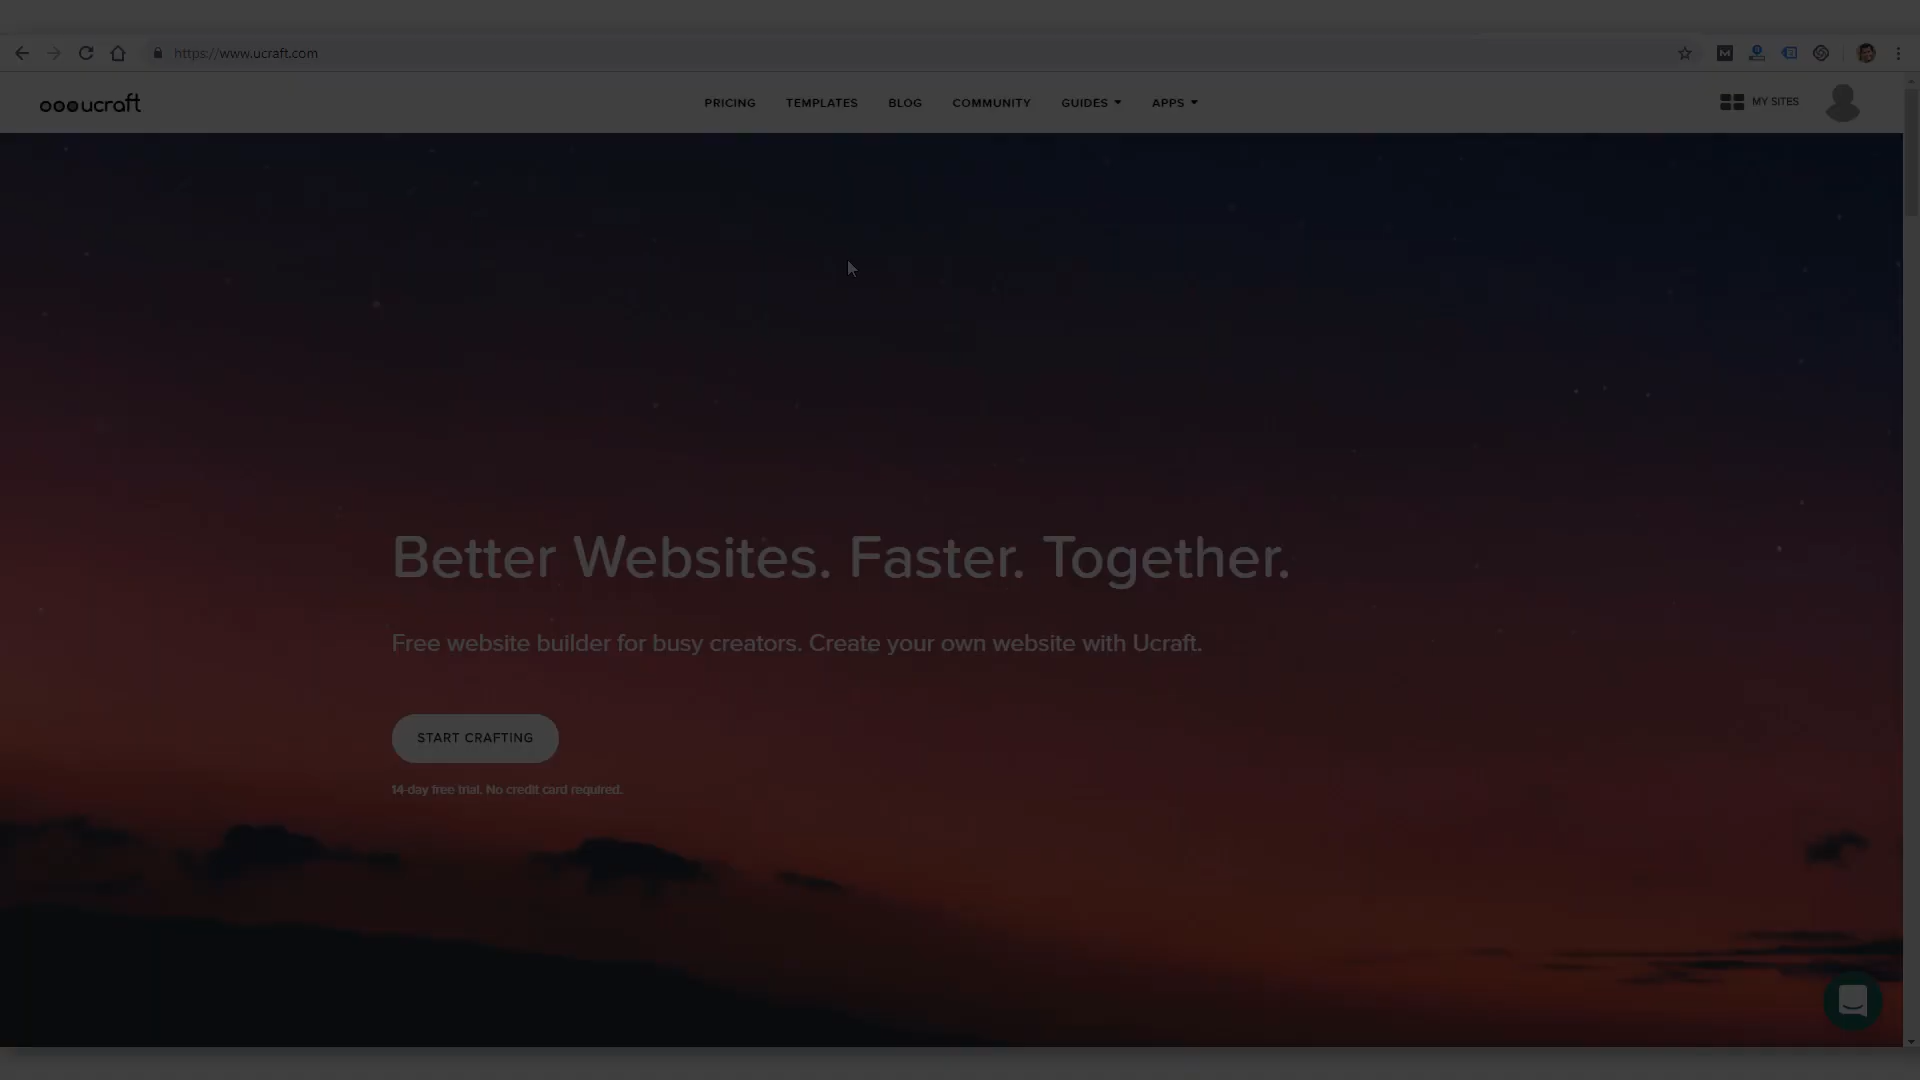 https://www.ucraft.com
ucraft
PRICING
TEMPLATES
BLOG
COMMUNITY
GUIDES
APPS
MY SITES
Better Websites. Faster. Together.
Free website builder for busy creators. Create your own website with Ucraft.
START CRAFTING
14-day free trial. No credit card required.